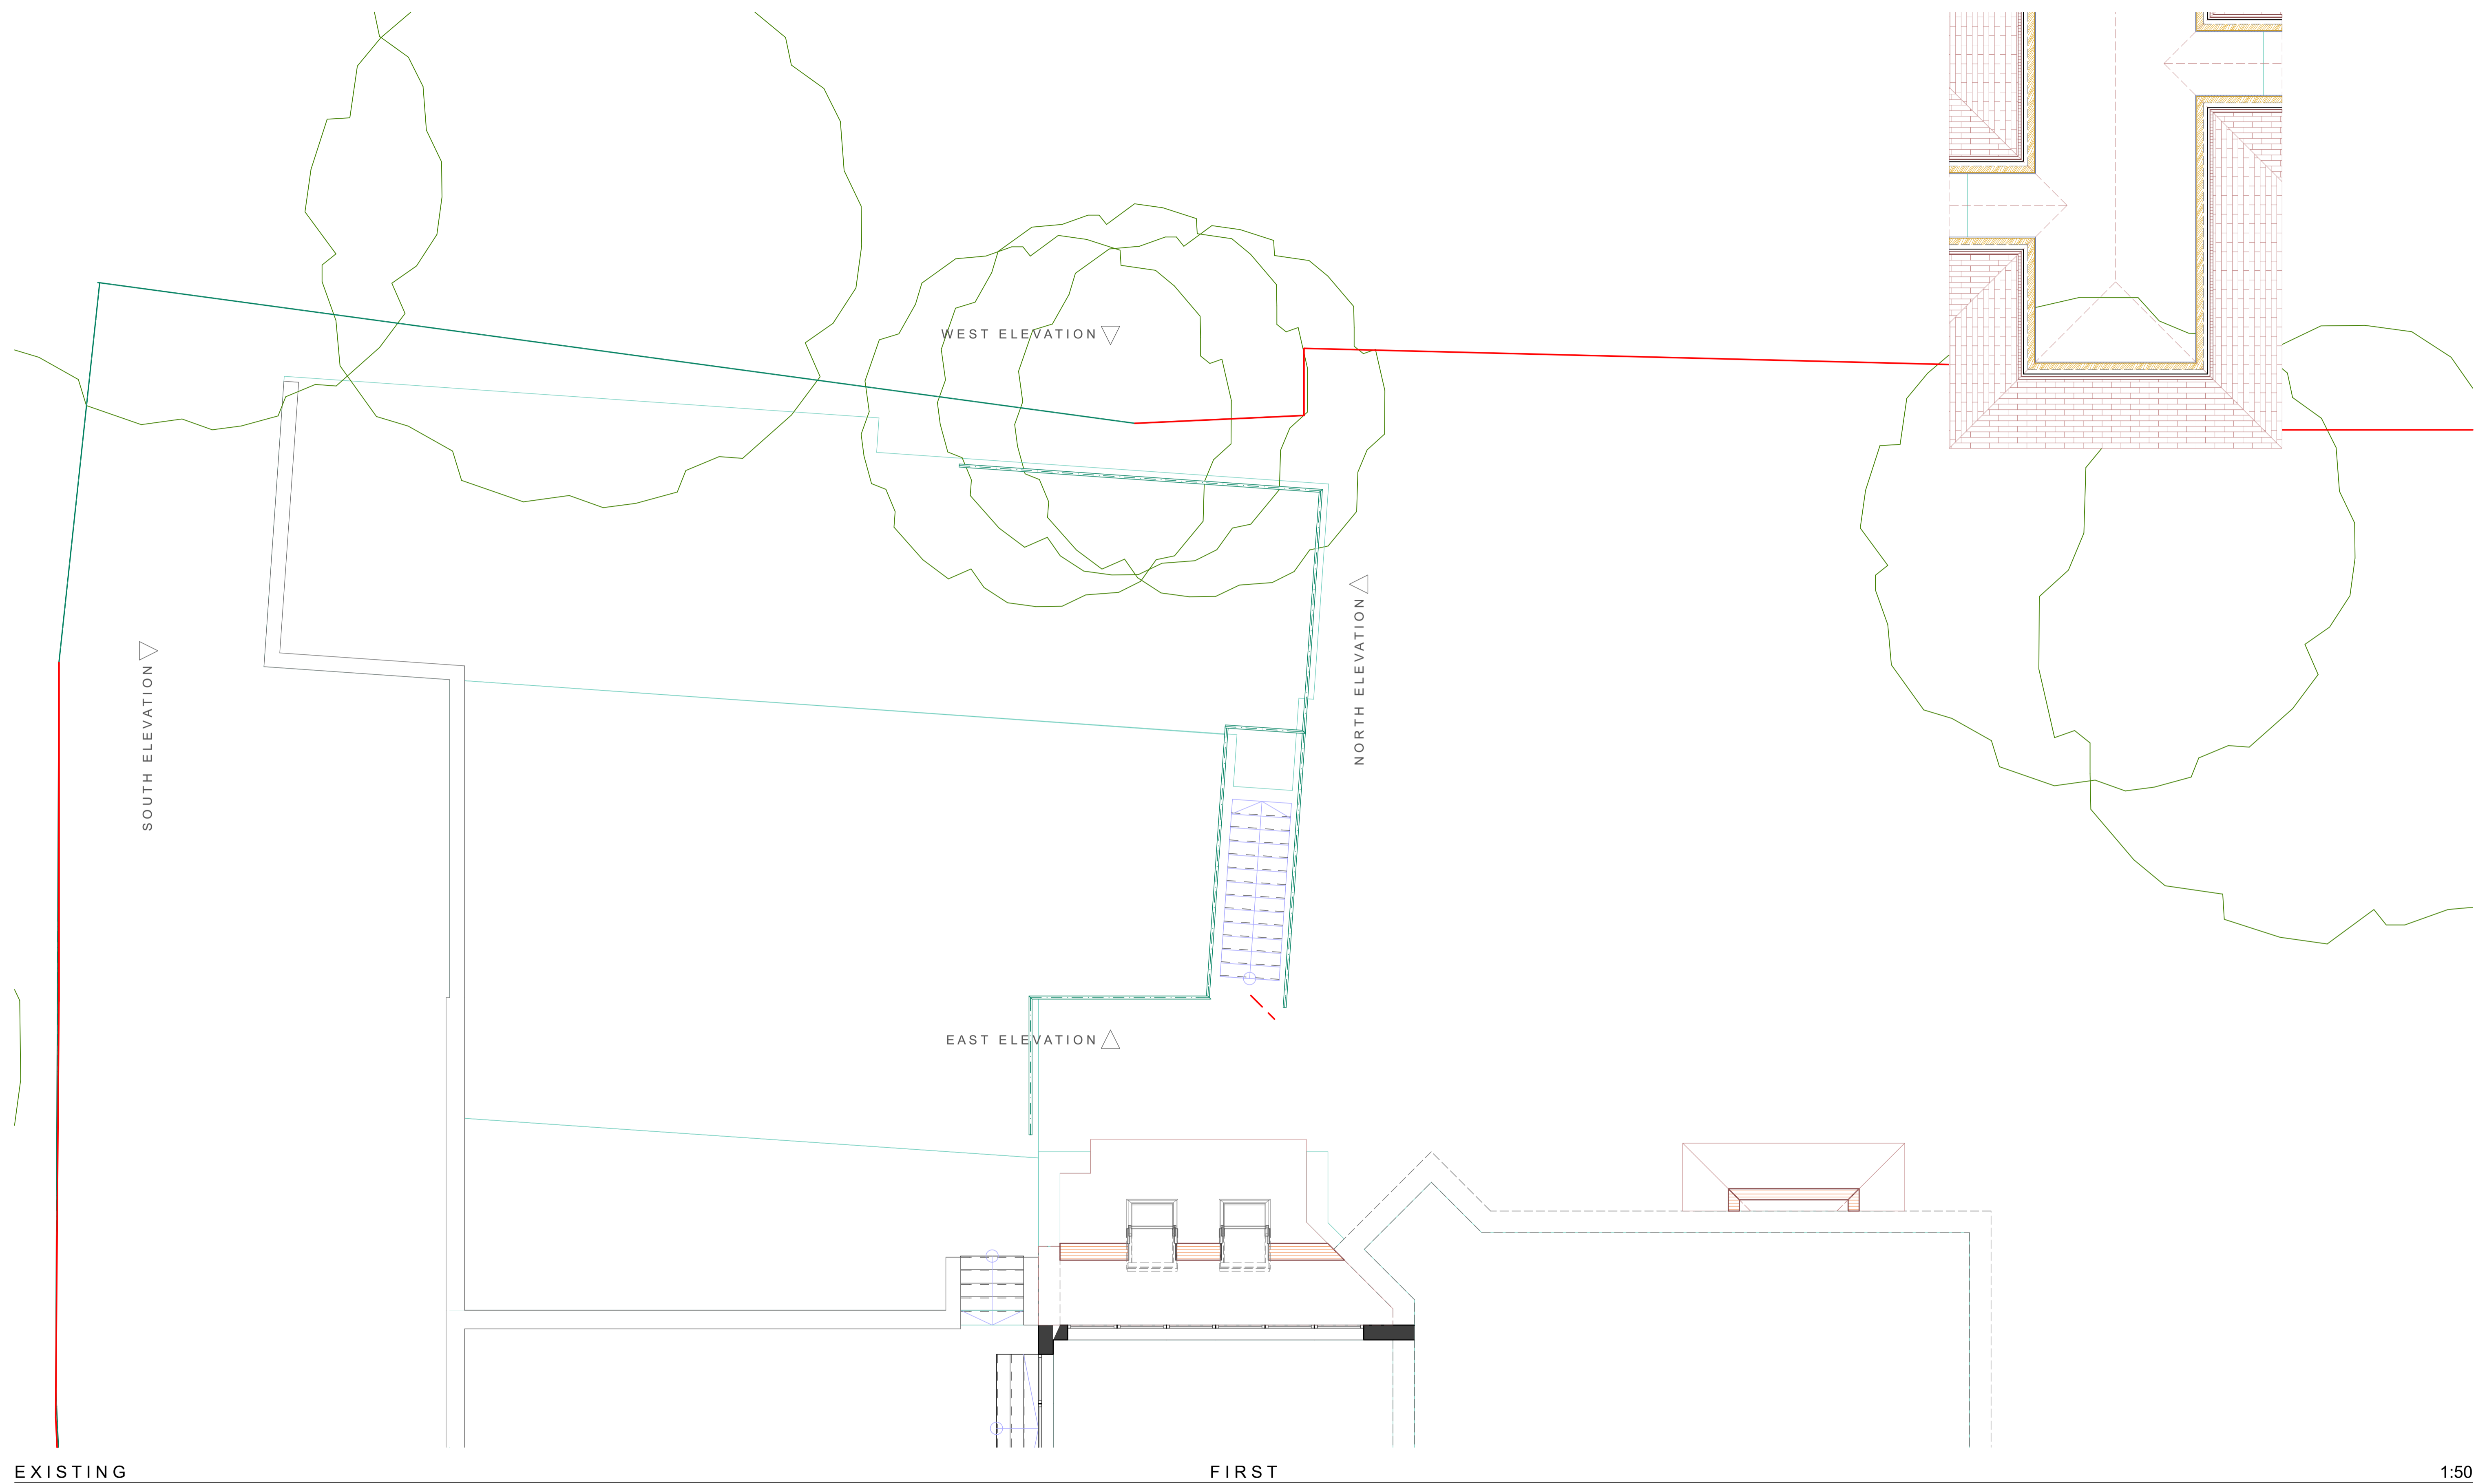 WEST ELEVATION
NORTH ELEVATION
SOUTH ELEVATION
EAST ELEVATION
EXISTING
FIRST
1:50